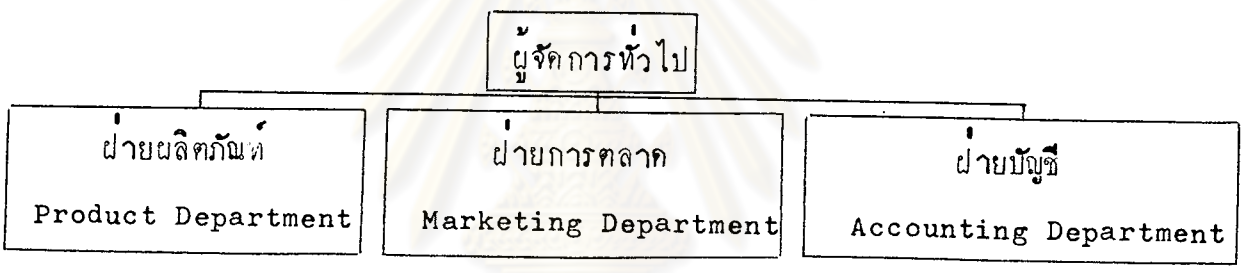 ผู้จัดการทั่วไป
ฝ่ายผลิตภัณฑ์
Product Department
ฝ่ายการตลาด
Marketing Department
ฝ่ายบัญชี
Accounting Department